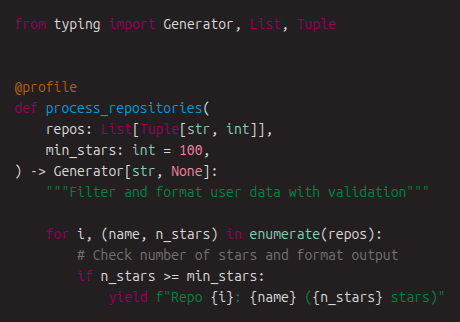 from typing import Generator, List, Tuple
@profile
def process_repositories(
    repos: List[Tuple[str, int]],
    min_stars: int = 100,
) -> Generator[str, None]:
    """Filter and format user data with validation"""
    for i, (name, n_stars) in enumerate(repos):
        # Check number of stars and format output
        if n_stars >= min_stars:
            yield f"Repo {i}: {name} ({n_stars} stars)"